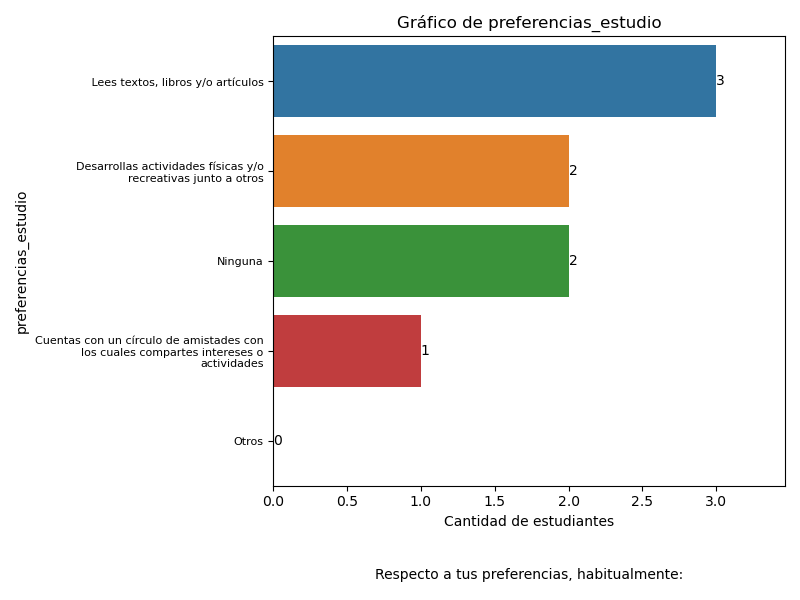 Gráfico de preferencias_estudio
preferencias_estudio
Lees textos, libros y/o artículos
3
Desarrollas actividades físicas y/o
recreativas junto a otros
2
Ninguna
2
Cuentas con un círculo de amistades con
los cuales compartes intereses o
actividades
1
Otros
0
0.0 0.5 1.0 1.5 2.0 2.5 3.0
Cantidad de estudiantes
Respecto a tus preferencias, habitualmente: